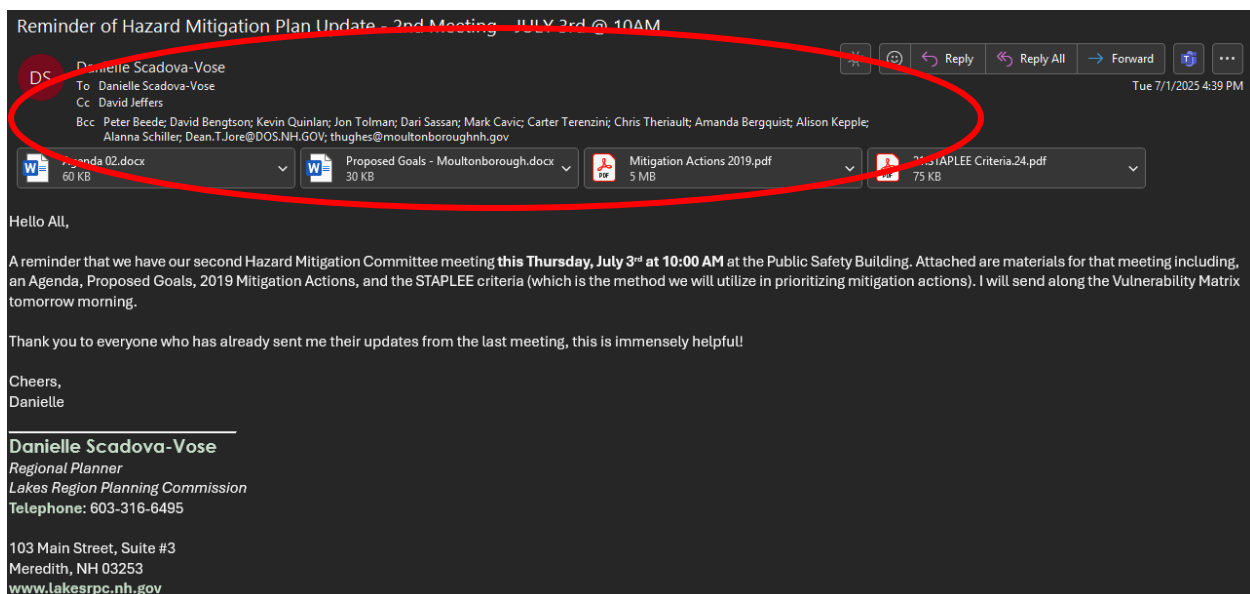 Reminder of Hazard Mitigation Plan Update - 2nd Meeting - JULY 3rd @ 10AM
DS
Danielle Scadova-Vose
To Danielle Scadova-Vose
Cc David Jeffers
Bcc Peter Beede; David Bengtson; Kevin Quinlan; Jon Tolman; Dari Sassan; Mark Cavic; Carter Terenzini; Chris Theriault; Amanda Bergquist; Alison Kepple;
Alanna Schiller; Dean.T.Jore@DOS.NH.GOV; thughes@moultonboroughnh.gov
Reply
Reply All
Forward
Tue 7/1/2025 4:39 PM
Agenda 02.docx
60 KB
Proposed Goals - Moultonborough.docx
30 KB
Mitigation Actions 2019.pdf
5 MB
Criteria.24.pdf
75 KB
Hello All,
A reminder that we have our second Hazard Mitigation Committee meeting this Thursday, July 3rd at 10:00 AM at the Public Safety Building. Attached are materials for that meeting including,
an Agenda, Proposed Goals, 2019 Mitigation Actions, and the STAPLEE criteria (which is the method we will utilize in prioritizing mitigation actions). I will send along the Vulnerability Matrix
tomorrow morning.
Thank you to everyone who has already sent me their updates from the last meeting, this is immensely helpful!
Cheers,
Danielle
Danielle Scadova-Vose
Regional Planner
Lakes Region Planning Commission
Telephone: 603-316-6495
103 Main Street, Suite #3
Meredith, NH 03253
www.lakesrpc.nh.gov